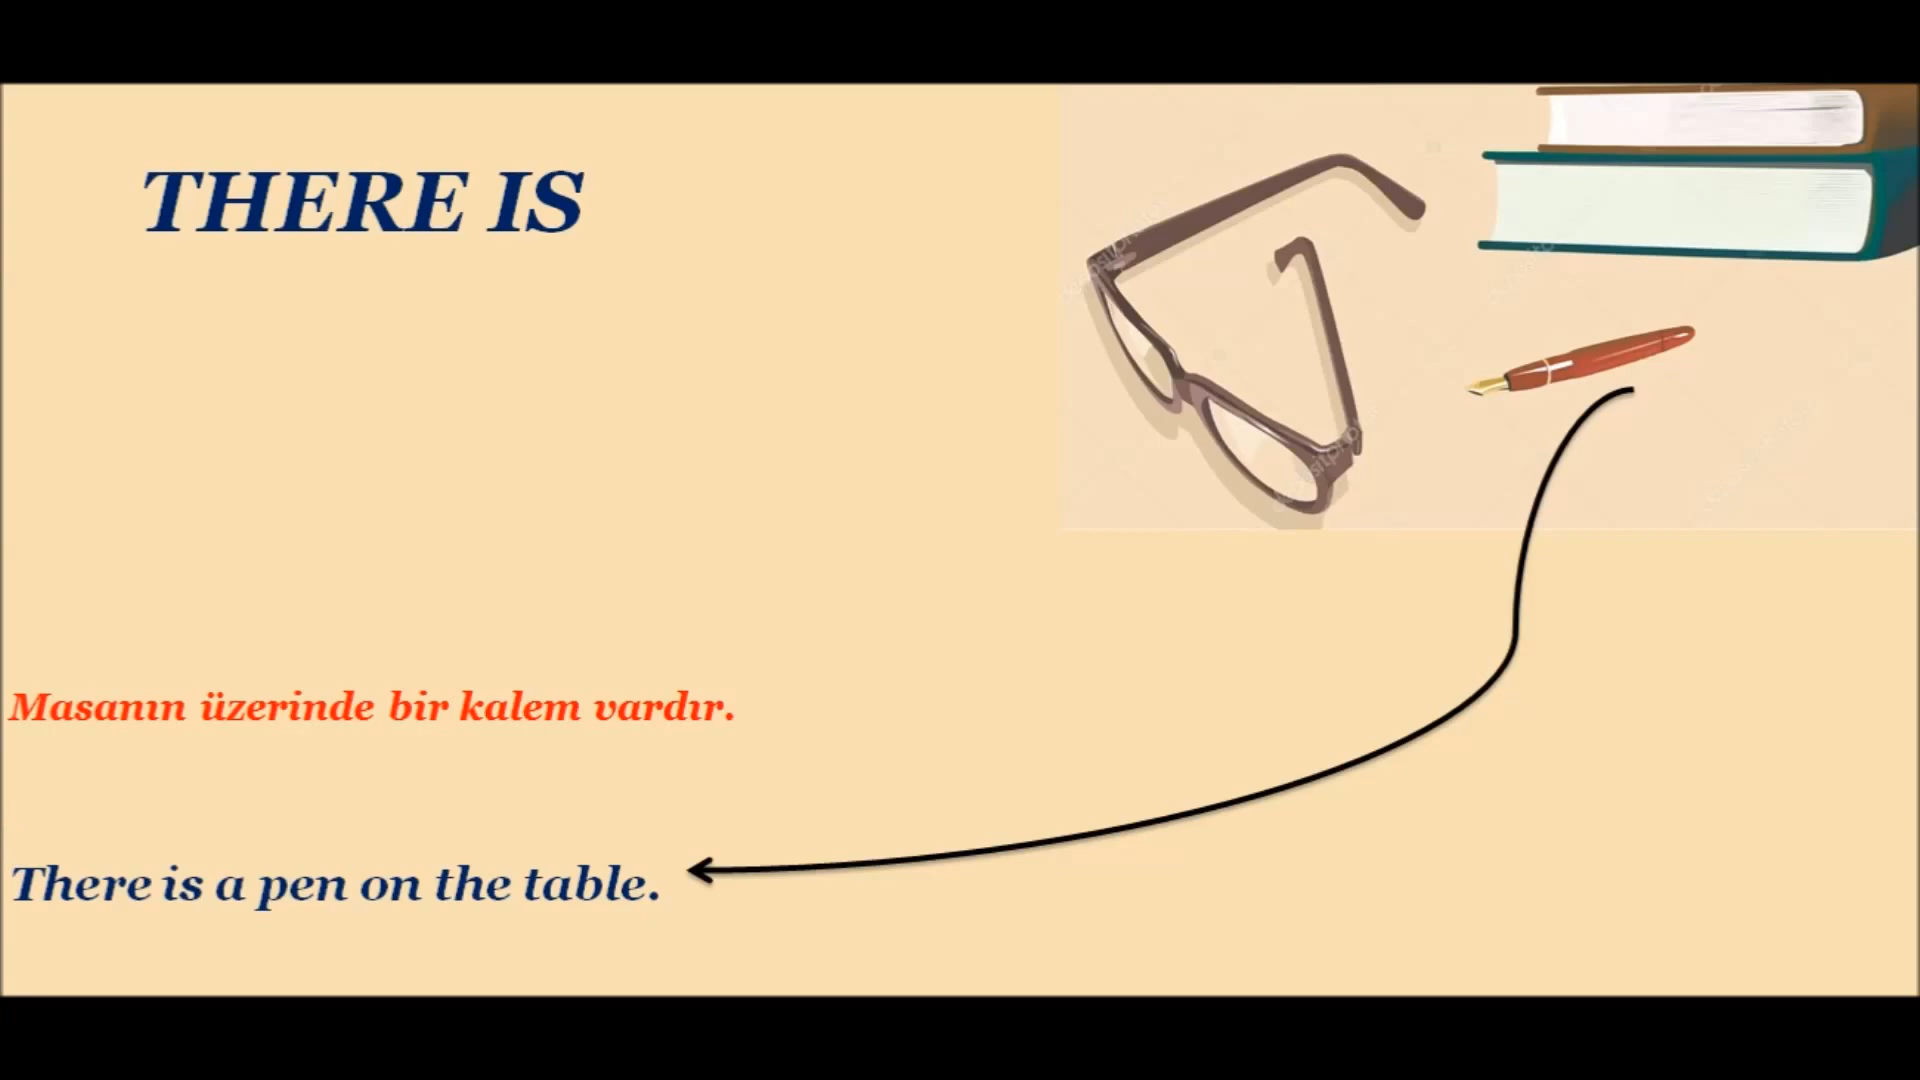 THERE IS
Masanın üzerinde bir kalem vardır.
There is a pen on the table.